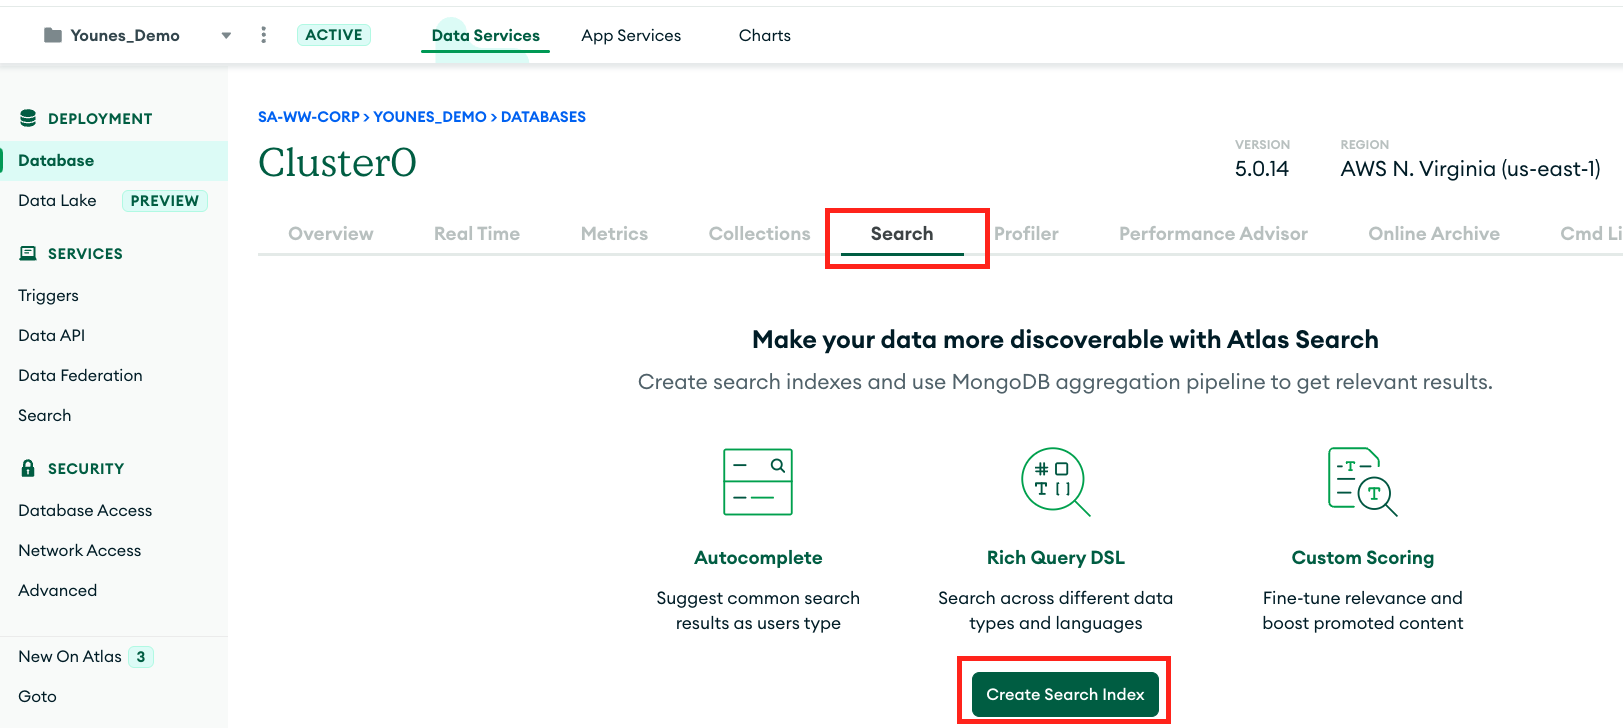 Younes_Demo
ACTIVE
Data Services
App Services
Charts
DEPLOYMENT
Database
Data Lake PREVIEW
SERVICES
Triggers
Data API
Data Federation
Search
SECURITY
Database Access
Network Access
Advanced
New On Atlas 3
Goto
SA-WW-CORP > YOUNES_DEMO > DATABASES
Cluster0
VERSION
5.0.14
REGION
AWS N. Virginia (us-east-1)
Overview
Real Time
Metrics
Collections
Search
Profiler
Performance Advisor
Online Archive
Cmd Li
Make your data more discoverable with Atlas Search
Create search indexes and use MongoDB aggregation pipeline to get relevant results.
Autocomplete
Suggest common search
results as users type
Rich Query DSL
Search across different data
types and languages
Custom Scoring
Fine-tune relevance and
boost promoted content
Create Search Index